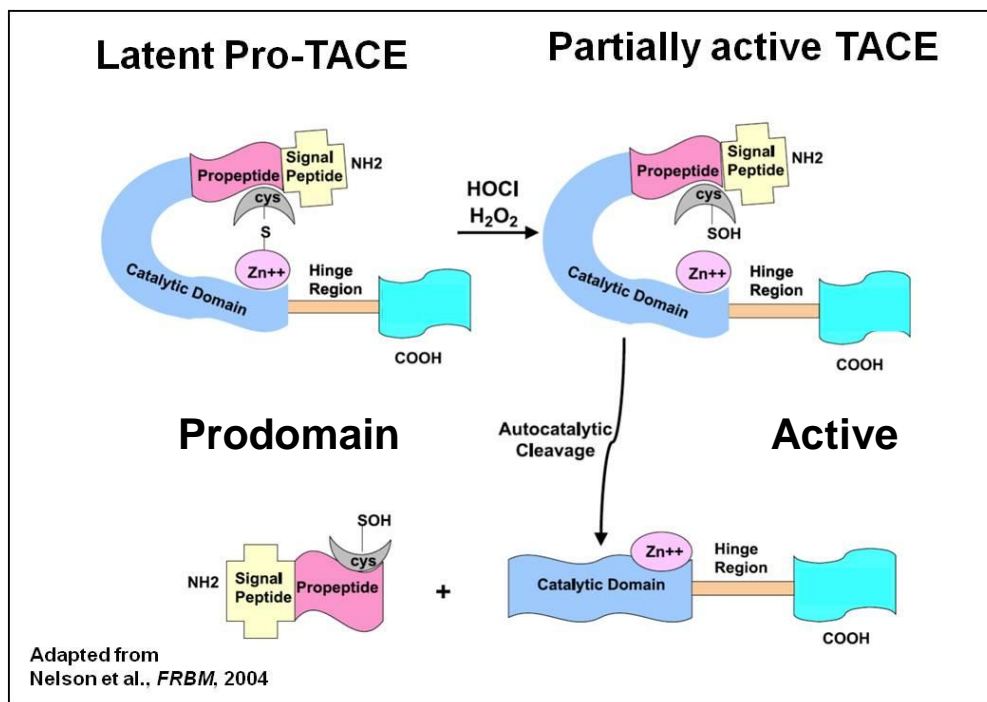 Latent Pro-TACE
Partially active TACE
Propeptide
Signal
Peptide
NH2
cys
S
Zn++
Catalytic Domain
Hinge
Region
COOH
HOCl
H₂O₂
Propeptide
Signal
Peptide
NH2
cys
SOH
Zn++
Catalytic Domain
Hinge
Region
COOH
Autocatalytic
Cleavage
Prodomain
Active
SOH
cys
NH2
Signal
Peptide
Propeptide
+
Zn++
Catalytic Domain
Hinge
Region
COOH
Adapted from
Nelson et al., FRBM, 2004